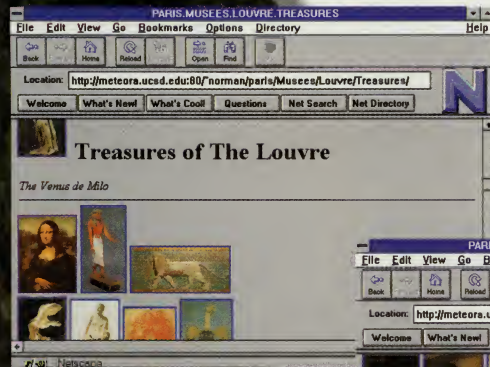 PARIS.MUSEES.LOUVRE.TREASURES
File Edit View Go Bookmarks Options Directory Help
Back Home Reload Open Find
Location: http://meteora.ucsd.edu:80/~norman/paris/Musees/Louvre/Treasures/
N
Welcome What's New! What's Cool! Questions Net Search Net Directory
Treasures of The Louvre
The Venus de Milo
PARI
File Edit View Go B
Back Home Reload
Location: http://meteora.u
Welcome What's New!
Netscape